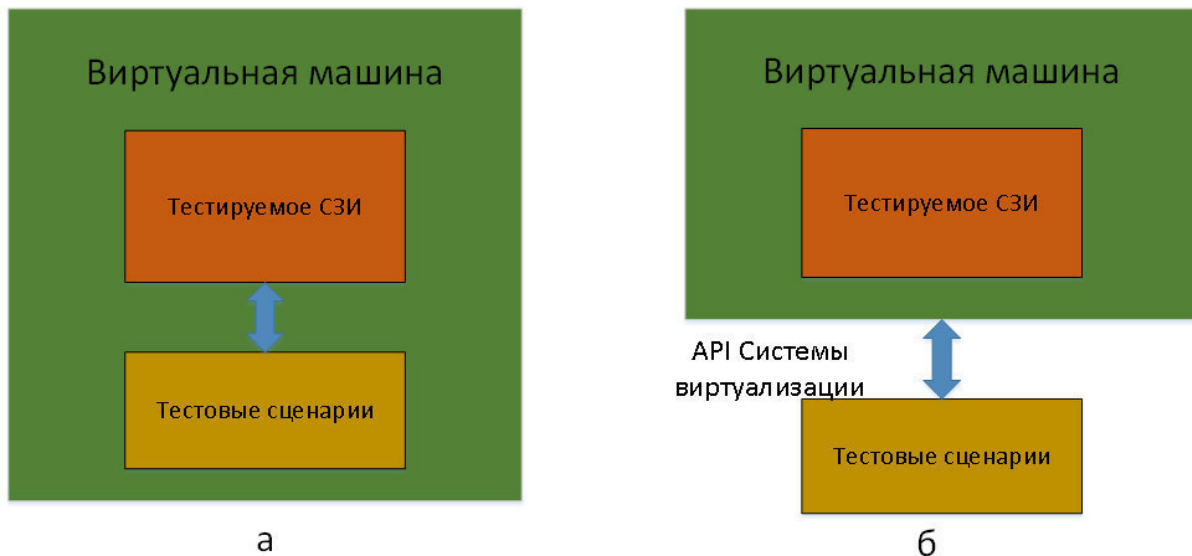 Виртуальная машина
Тестируемое СЗИ
Тестовые сценарии
а
Виртуальная машина
Тестируемое СЗИ
API Системы
виртуализации
Тестовые сценарии
б